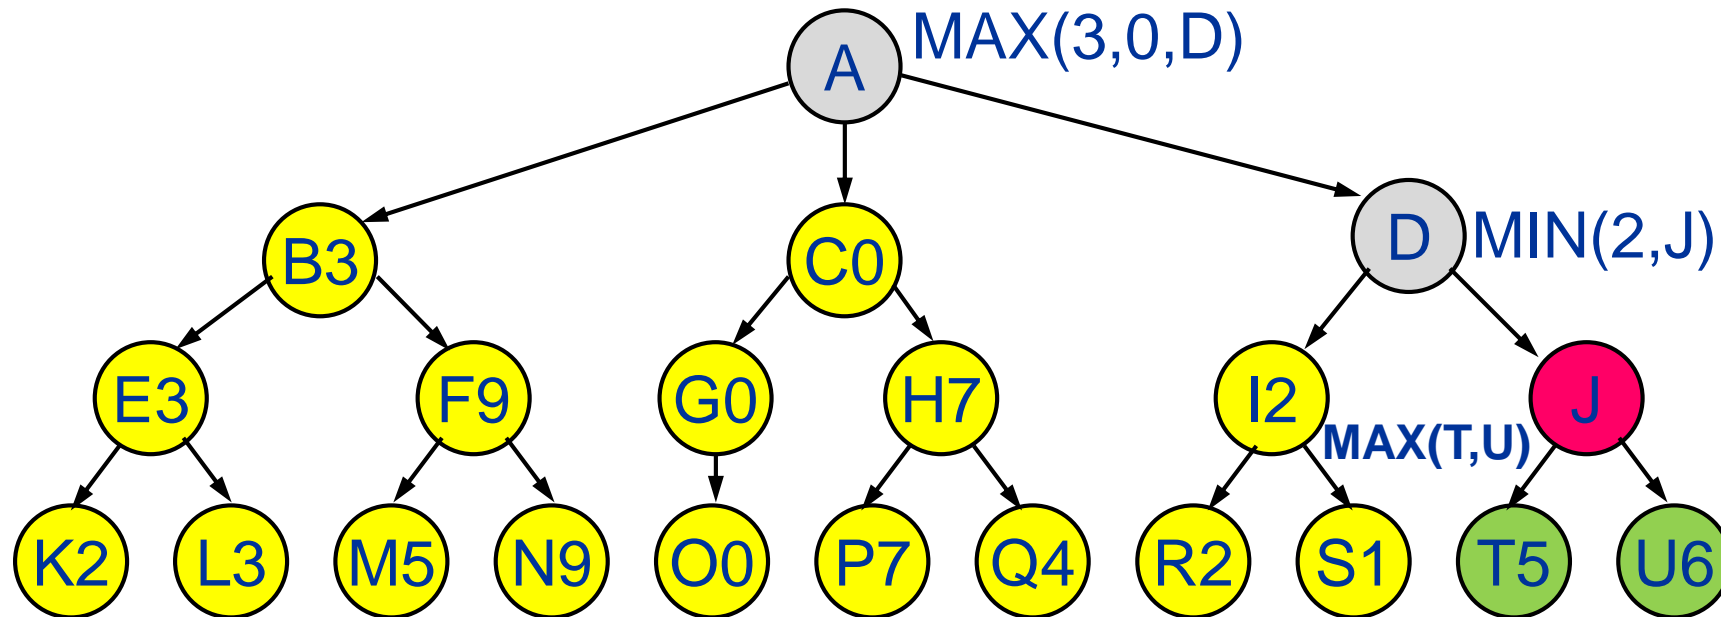 A MAX(3,0,D)
B3 C0 D MIN(2,J)
E3 F9 G0 H7 I2 J
MAX(T,U)
K2 L3 M5 N9 O0 P7 Q4 R2 S1 T5 U6